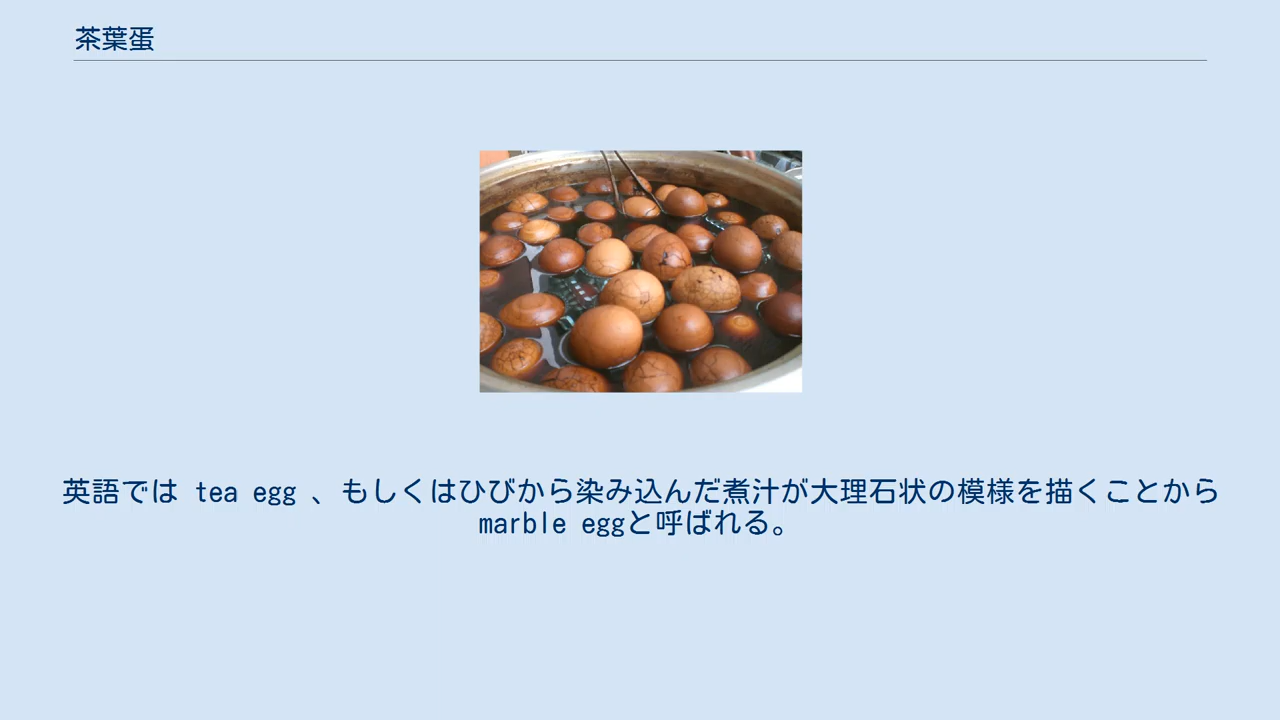 茶葉蛋
英語では tea egg 、もしくはひびから染み込んだ煮汁が大理石状の模様を描くことから
marble eggと呼ばれる。